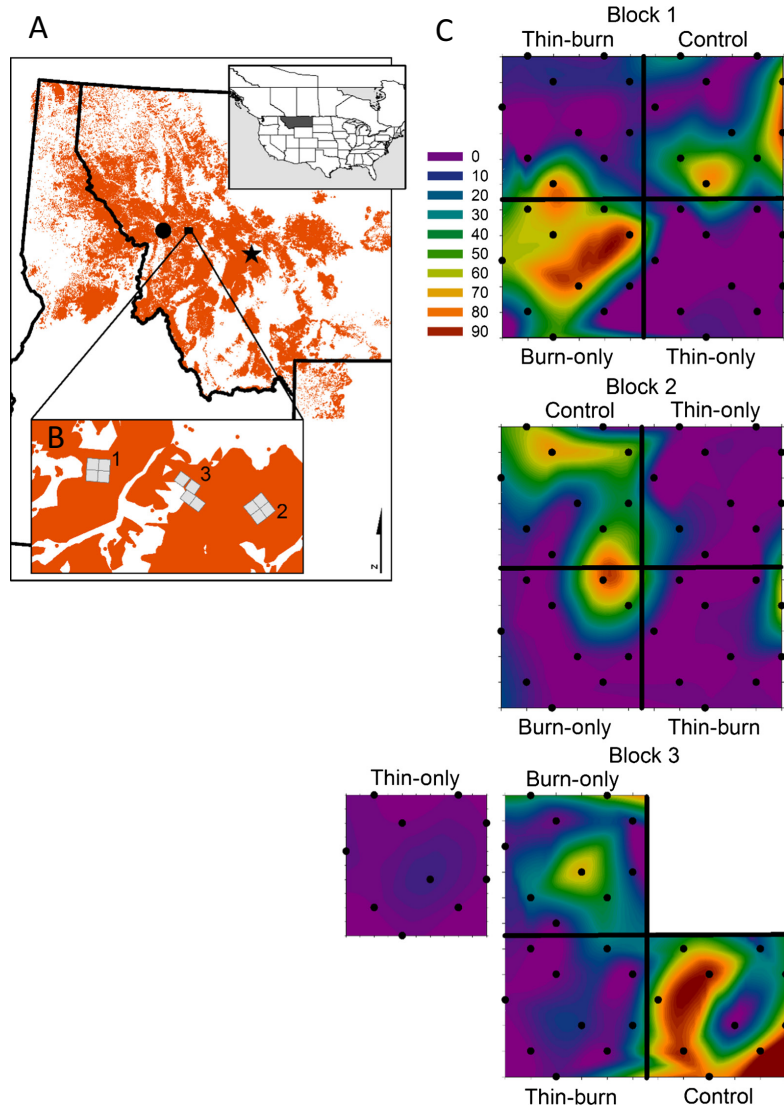 A
B
1
3
2
N
C
Block 1
Thin-burn Control
0
10
20
30
40
50
60
70
80
90
Burn-only Thin-only
Block 2
Control Thin-only
Burn-only Thin-burn
Block 3
Thin-only Burn-only
Thin-burn Control